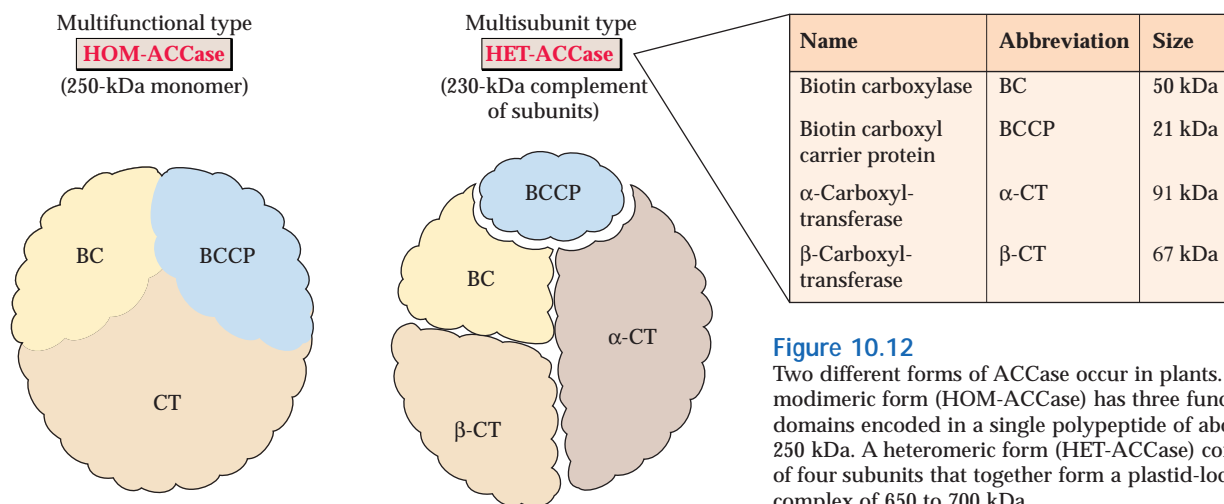 Multifunctional type
HOM-ACCase
(250-kDa monomer)
BC
BCCP
CT
Multisubunit type
HET-ACCase
(230-kDa complement
of subunits)
BCCP
BC
α-CT
β-CT
Name Abbreviation Size
Biotin carboxylase BC 50 kDa
Biotin carboxyl BCCP 21 kDa
carrier protein
α-Carboxyl- α-CT 91 kDa
transferase
β-Carboxyl- β-CT 67 kDa
transferase
Figure 10.12
Two different forms of ACCase occur in plants.
modimeric form (HOM-ACCase) has three
domains encoded in a single polypeptide of
250 kDa. A heteromeric form (HET-ACCase)
of four subunits that together form a
complex of 650 to 700 kDa.